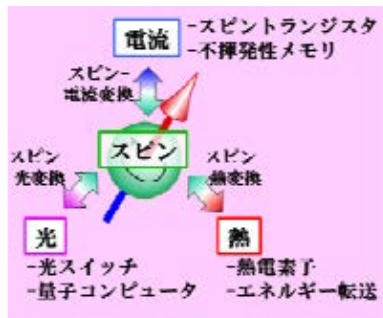 電流
-スピントランジスタ
-不揮発性メモリ
スピン-
電流変換
スピン
スピン
光変換
スピン
熱変換
光
熱
-光スイッチ
-量子コンピュータ
-熱電素子
-エネルギー転送